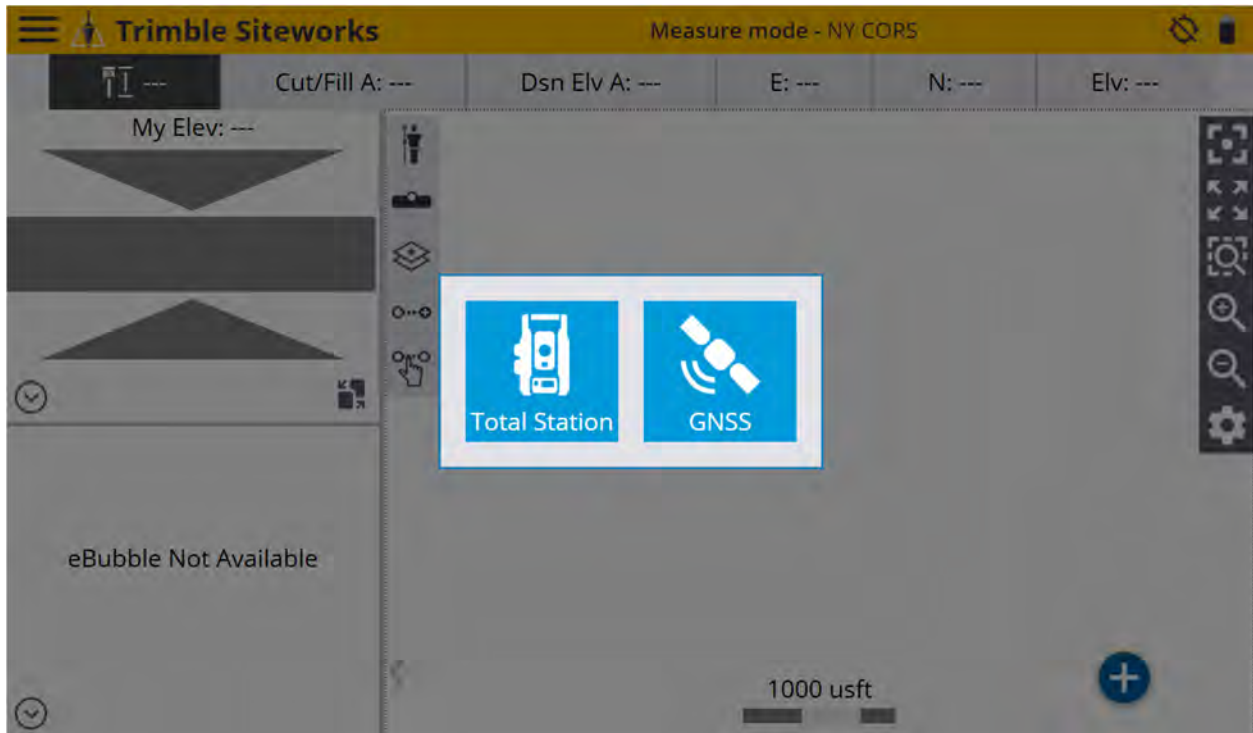 Trimble Siteworks
Measure mode - NY CORS
---
Cut/Fill A: ---
Dsn Elv A: ---
E: ---
N: ---
Elv: ---
My Elev: ---
Total Station
GNSS
eBubble Not Available
1000 usft